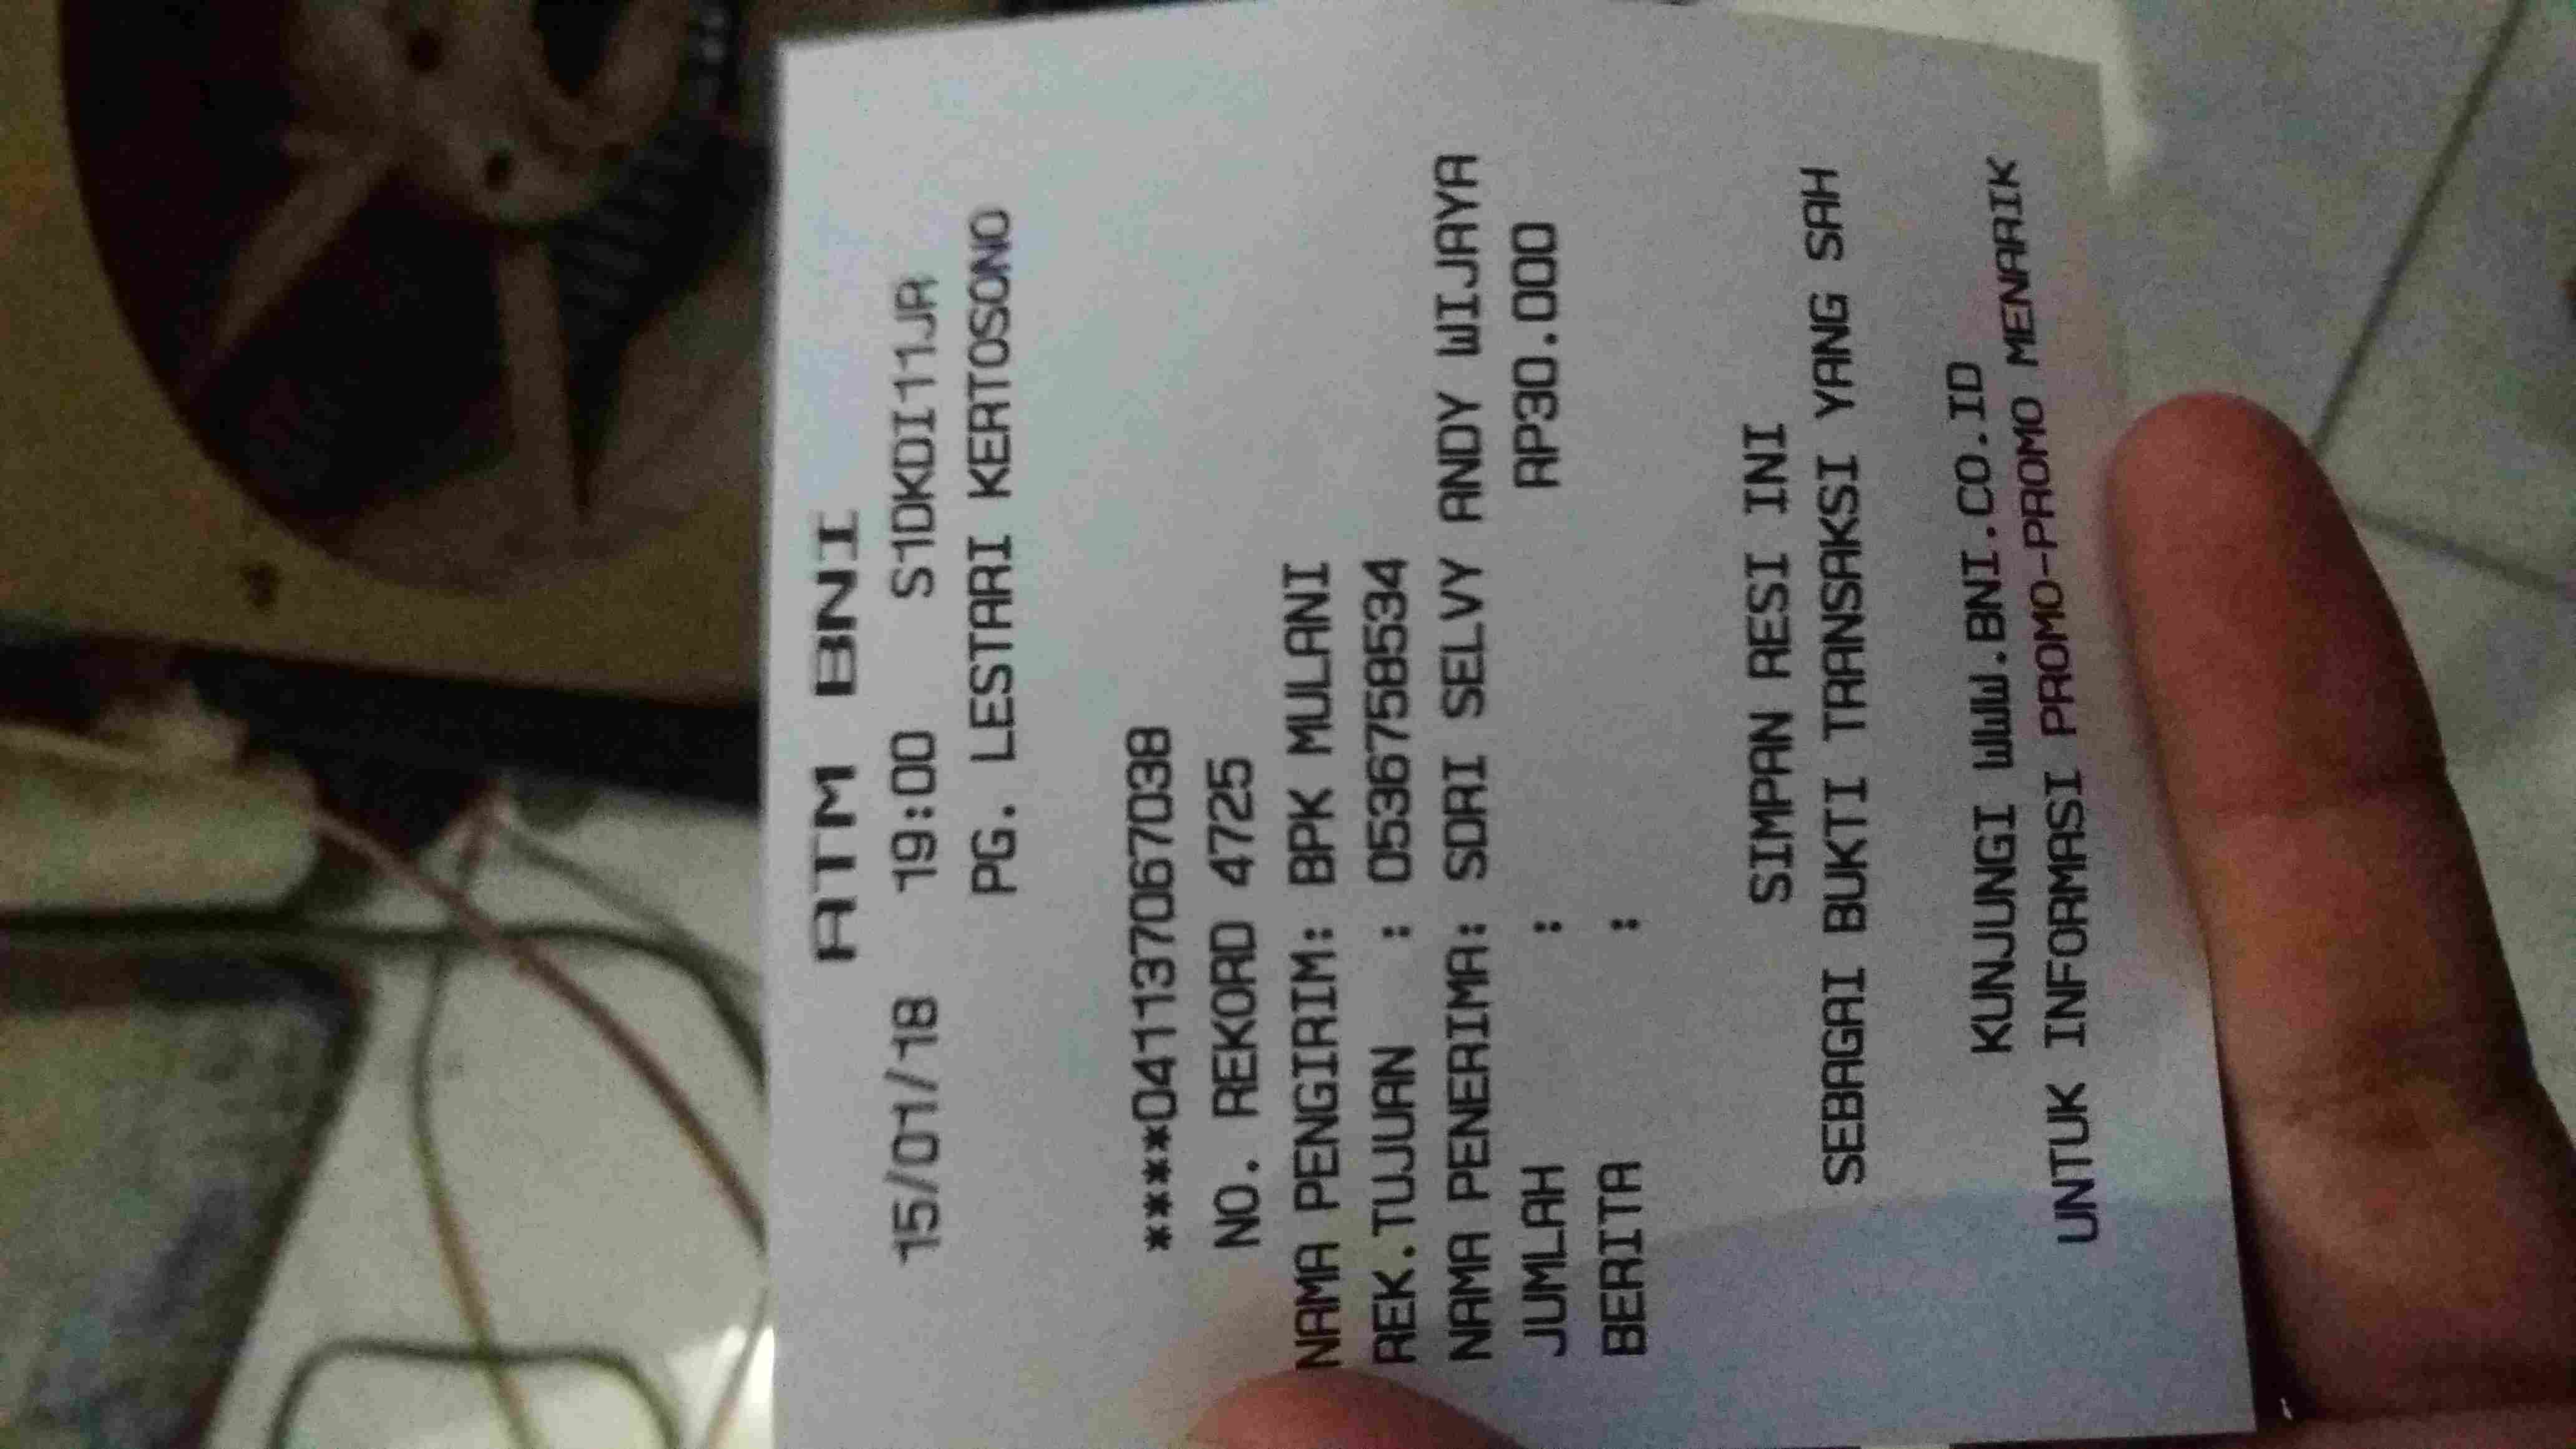 ATM BNI
15/01/18 19:00 S1DKDI11JR
PG. LESTARI KERTOSONO
*****041137067038
NO. REKORD 4725
NAMA PENGIRIM: BPK MULANI
REK.TUJUAN : 0536758534
NAMA PENERIMA: SDRI SELVY ANDY WIJAYA
JUMLAH : RP30.000
BERITA :
SIMPAN RESI INI
SEBAGAI BUKTI TRANSAKSI YANG SAH
KUNJUNGI WWW.BNI.CO.ID
UNTUK INFORMASI PROMO-PROMO MENARIK